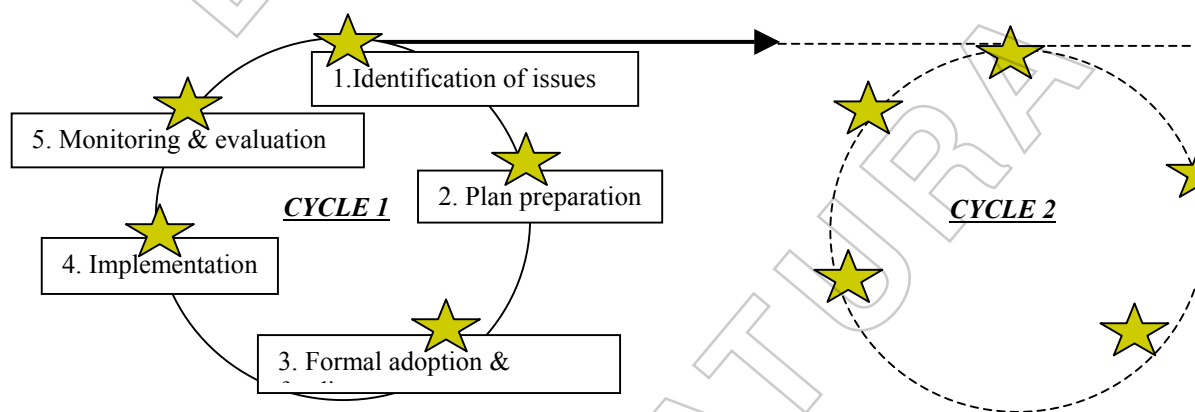 1.Identification of issues
5. Monitoring & evaluation
2. Plan preparation
CYCLE 1
CYCLE 2
4. Implementation
3. Formal adoption &
ATURA